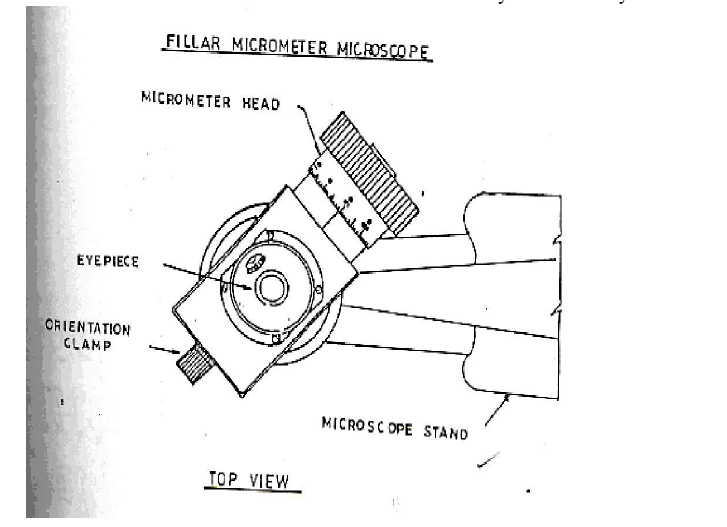 FILLAR MICROMETER MICROSCOPE
MICROMETER HEAD
EYEPIECE
ORIENTATION
CLAMP
MICROSCOPE STAND
TOP VIEW